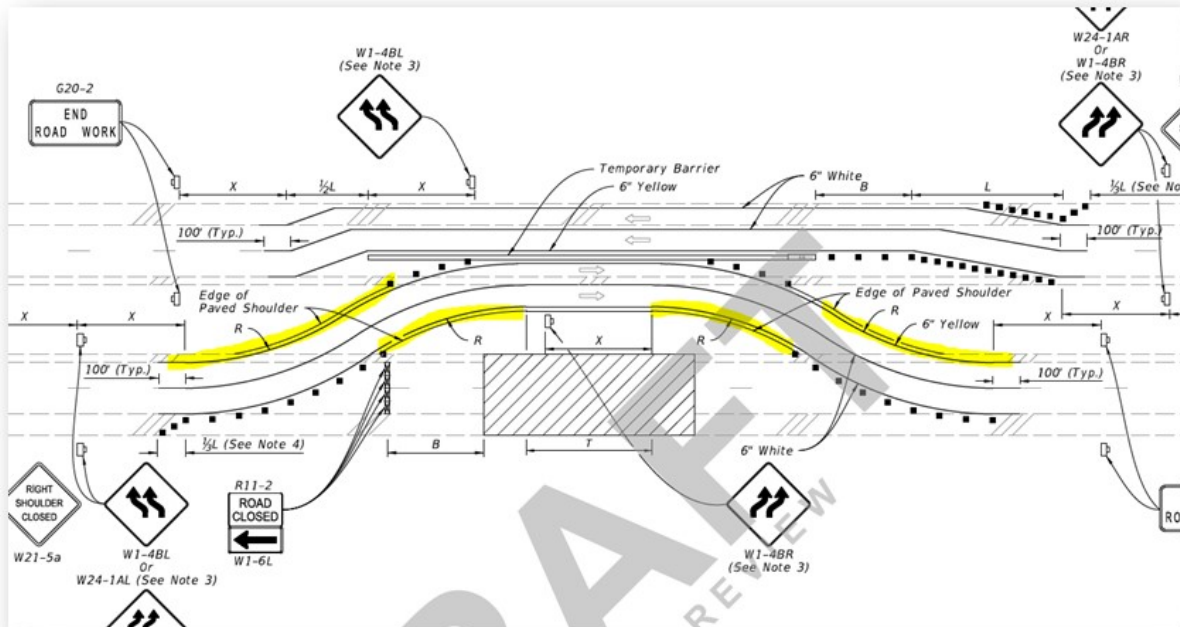 W1-4BL
(See Note 3)
W24-1AR
Or
W1-4BR
(See Note 3)
G20-2
END
ROAD WORK
Temporary Barrier
6" Yellow
6" White
X
½L
X
B
L
⅓L (See No
100' (Typ.)
100' (Typ.)
Edge of
Paved Shoulder
R
R
X
R
Edge of
Paved Shoulder
R
6" Yellow
X
X
X
X
100' (Typ.)
100' (Typ.)
⅓L (See Note 4)
B
T
6" White
RIGHT
SHOULDER
CLOSED
W21-5a
W1-4BL
Or
W24-1AL (See Note 3)
R11-2
ROAD
CLOSED
W1-6L
W1-4BR
(See Note 3)
RO
DRAFT
REVIEW